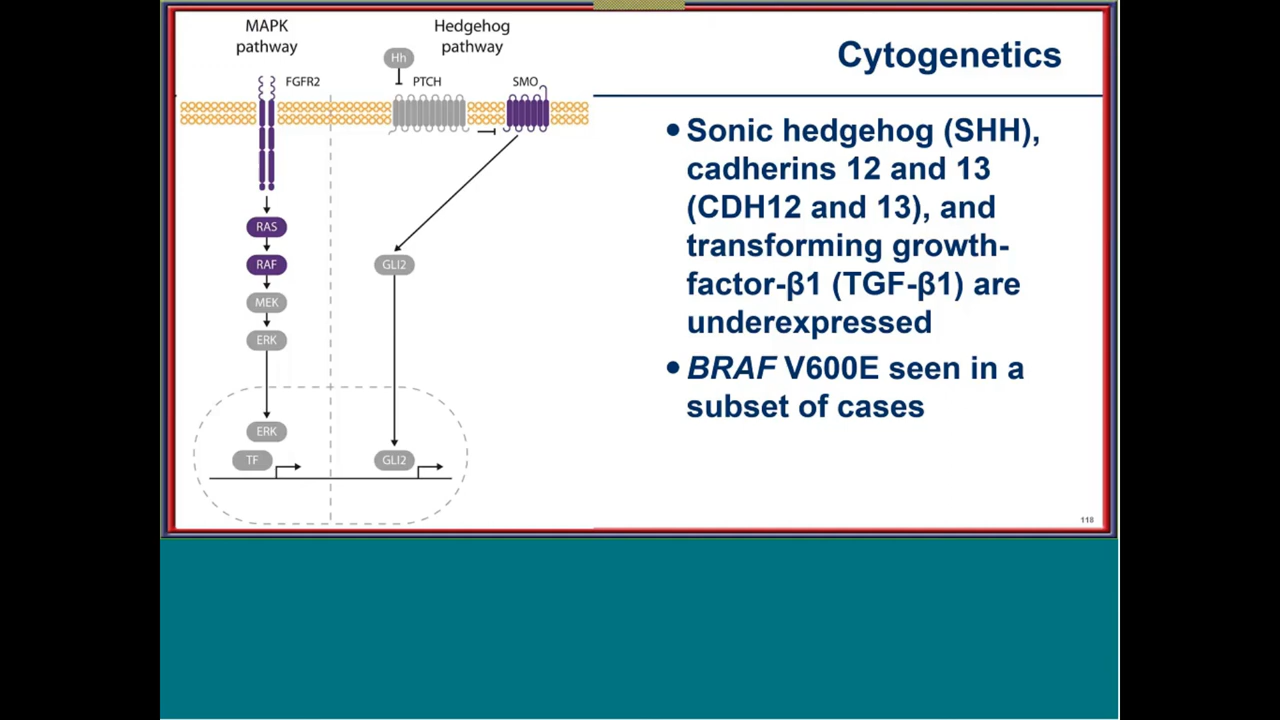 MAPK
pathway
Hedgehog
pathway
Hh
FGFR2
PTCH
SMO
RAS
RAF
GLI2
MEK
ERK
ERK
TF
GLI2
Cytogenetics
• Sonic hedgehog (SHH),
cadherins 12 and 13
(CDH12 and 13), and
transforming growth-
factor-β1 (TGF-β1) are
underexpressed
• BRAF V600E seen in a
subset of cases
118